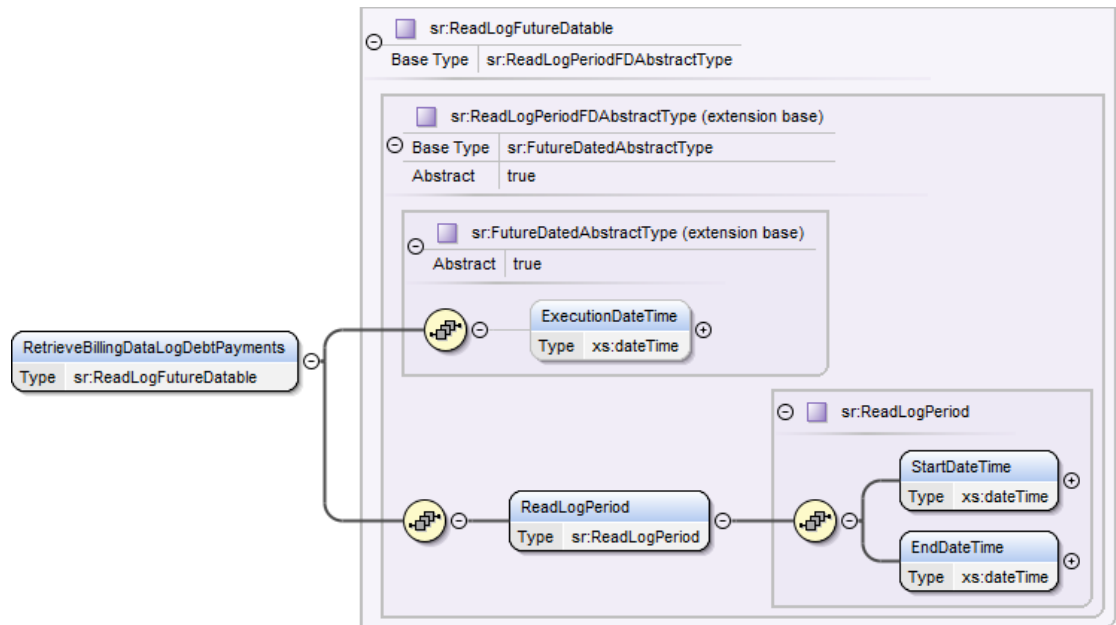 sr:ReadLogFutureDatable
Base Type sr:ReadLogPeriodFDAbstractType
sr:ReadLogPeriodFDAbstractType (extension base)
Base Type sr:FutureDatedAbstractType
Abstract true
sr:FutureDatedAbstractType (extension base)
Abstract true
ExecutionDateTime
Type xs:dateTime
RetrieveBillingDataLogDebtPayments
Type sr:ReadLogFutureDatable
sr:ReadLogPeriod
StartDateTime
Type xs:dateTime
ReadLogPeriod
Type sr:ReadLogPeriod
EndDateTime
Type xs:dateTime